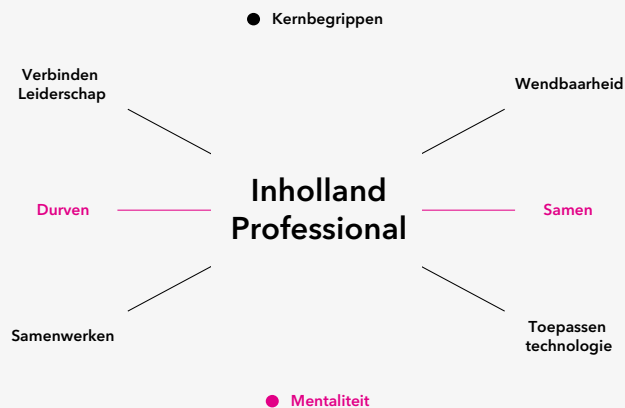 Kernbegrippen
Verbinden
Leiderschap
Wendbaarheid
Inholland
Professional
Durven
Samen
Samenwerken
Toepassen
technologie
Mentaliteit